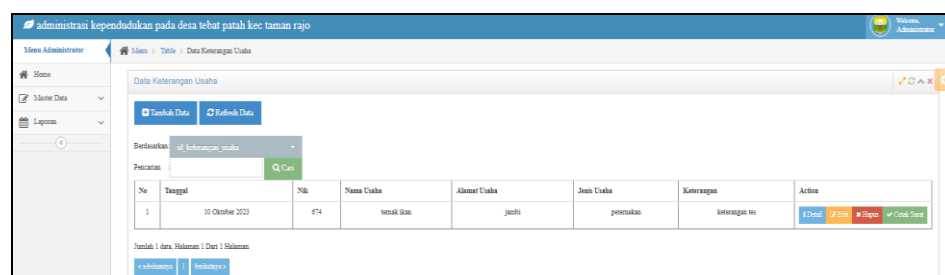 administrasi kependudukan pada desa tebat patah kec taman rajo
Welcome,
Administrator
Menu Administrator
Menu > Table > Data Keterangan Usaha
Home
Master Data
Laporan
Data Keterangan Usaha
Tambah Data Refresh Data
Berdasarkan: id_keterangan_usaha
Pencarian :
Cari
No Tanggal Nik Nama Usaha Alamat Usaha Jenis Usaha Keterangan Action
1 10 Oktober 2023 674 ternak ikan jambi peternakan keterangan tes Detail Edit Hapus Cetak Surat
Jumlah 1 data, Halaman 1 Dari 1 Halaman
< sebelumnya 1 berikutnya >